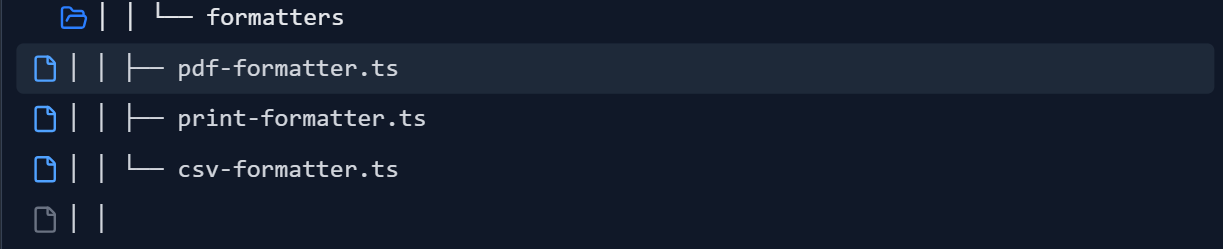 │ │ └── formatters
│ │ ├── pdf-formatter.ts
│ │ ├── print-formatter.ts
│ │ └── csv-formatter.ts
│ │